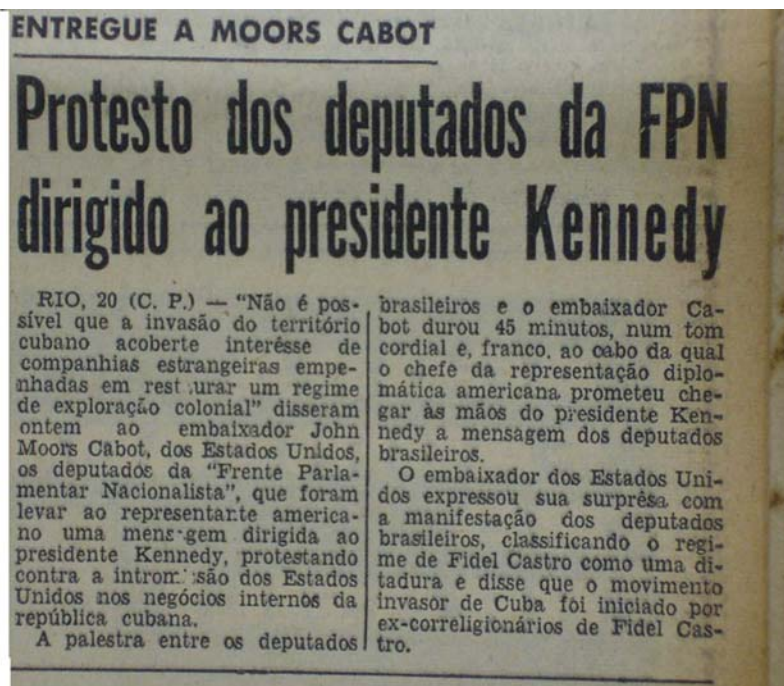 ENTREGUE A MOORS CABOT
Protesto dos deputados da FPN
dirigido ao presidente Kennedy
RIO, 20 (C. P.) — “Não é pos-
sível que a invasão do território
cubano acoberte interêsse de
companhias estrangeiras empe-
nhadas em rest urar um regime
de exploração colonial” disseram
ontem ao embaixador John
Moors Cabot, dos Estados Unidos,
os deputados da “Frente Parla-
mentar Nacionalista”, que foram
levar ao representante america-
no uma mens gem dirigida ao
presidente Kennedy, protestando
contra a introm são dos Estados
Unidos nos negócios internos da
república cubana.
A palestra entre os deputados
brasileiros e o embaixador Ca-
bot durou 45 minutos, num tom
cordial e, franco, ao cabo da qual
o chefe da representação diplo-
mática americana prometeu che-
gar às mãos do presidente Ken-
nedy a mensagem dos deputados
brasileiros.
O embaixador dos Estados Uni-
dos expressou sua surprêsa com
a manifestação dos deputados
brasileiros, classificando o regi-
me de Fidel Castro como uma di-
tadura e disse que o movimento
invasor de Cuba foi iniciado por
ex-correligionários de Fidel Cas-
tro.